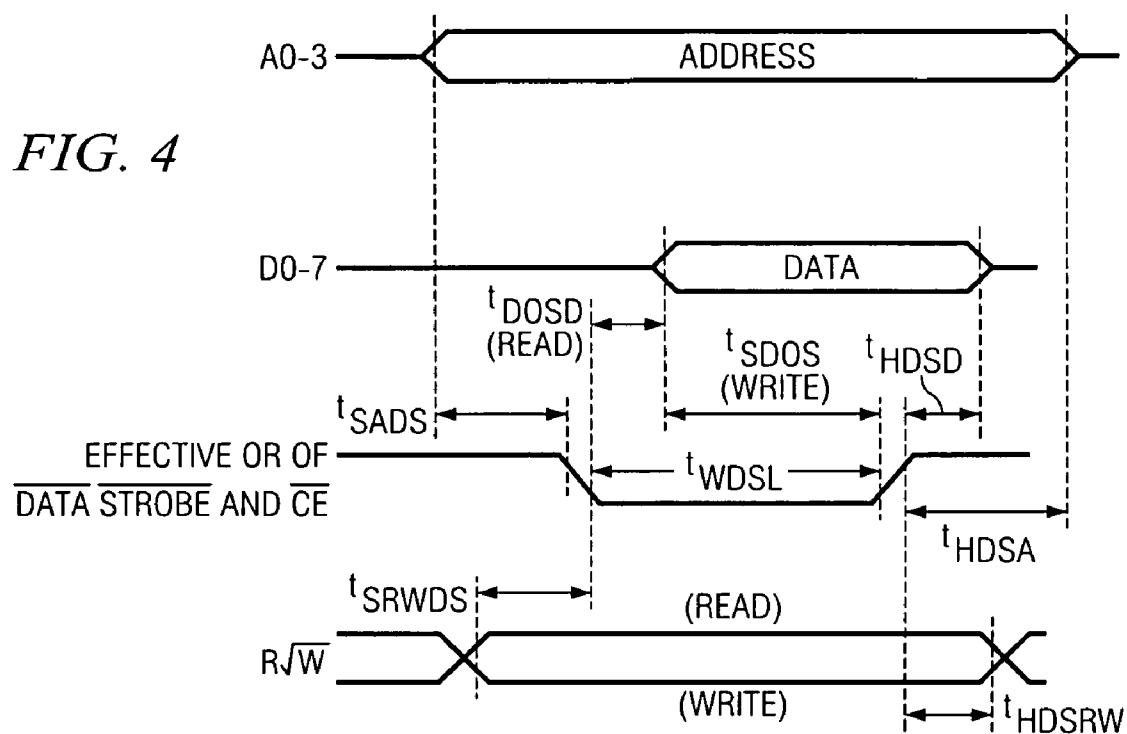 A0-3
ADDRESS
FIG. 4
D0-7
DATA
tDOSD
(READ)
tSDOS
(WRITE)
tHDSD
tSADS
EFFECTIVE OR OF
DATA STROBE AND CE
tWDSL
tHDSA
tSRWDS
(READ)
R√W
(WRITE)
tHDSRW